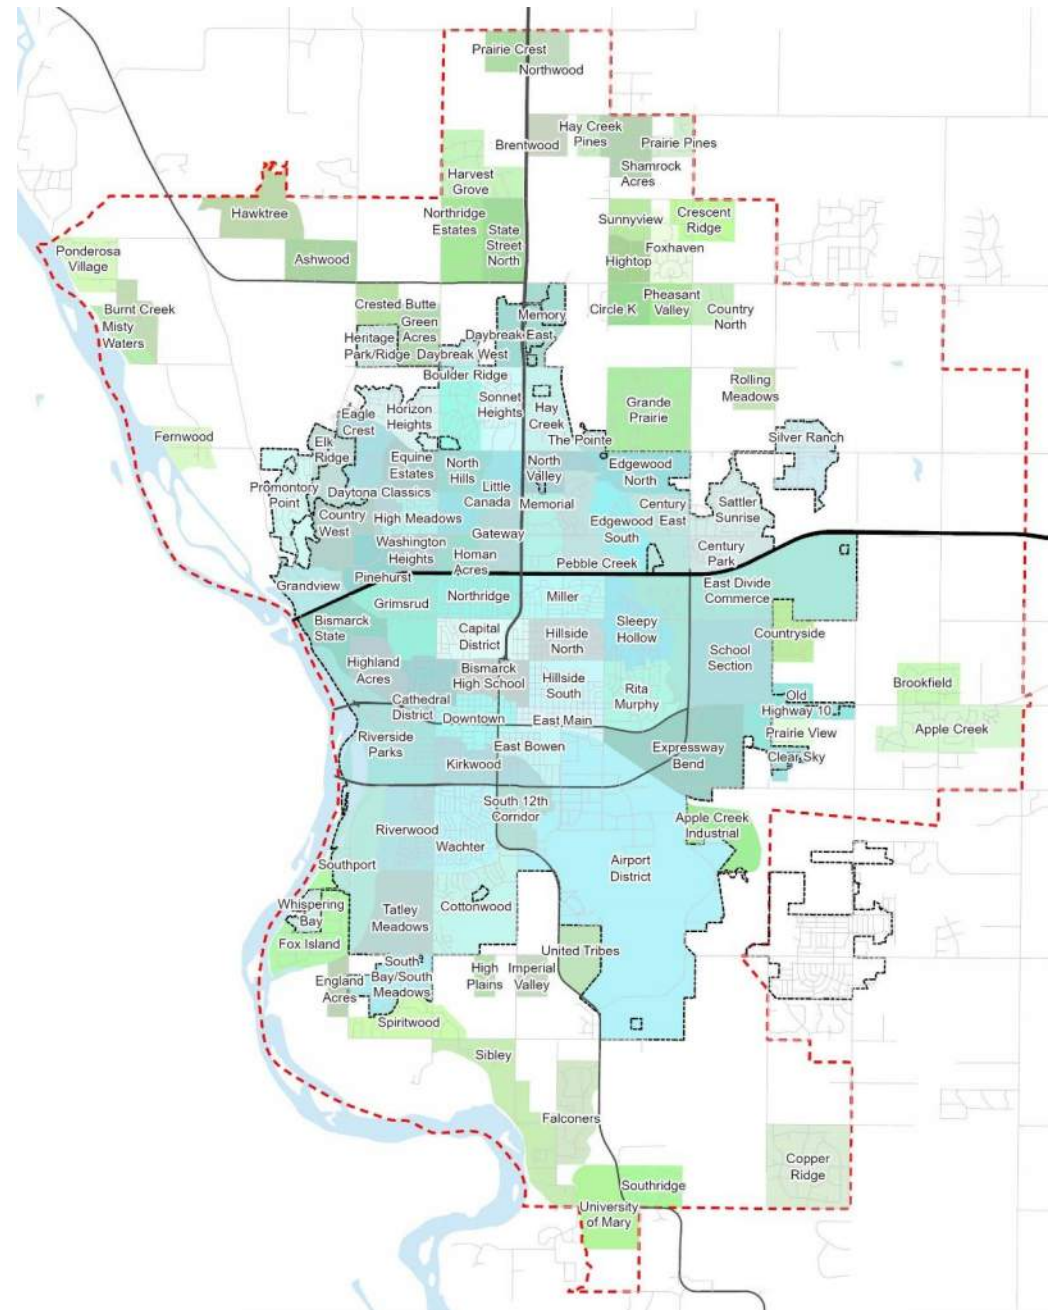 Prairie Crest
Northwood
Hay Creek
Pines
Brentwood
Prairie Pines
Shamrock
Acres
Harvest
Grove
Hawktree
Northridge
Estates
State
Street
North
Sunnyview
Crescent
Ridge
Foxhaven
Hightop
Ponderosa
Village
Ashwood
Burnt Creek
Misty
Waters
Crested Butte
Green
Acres
Memory
Circle K
Pheasant
Valley
Country
North
Heritage
Park/Ridge
Daybreak East
Daybreak West
Boulder Ridge
Rolling
Meadows
Eagle
Crest
Horizon
Heights
Sonnet
Heights
Hay
Creek
Grande
Prairie
Fernwood
Elk
Ridge
The Pointe
Silver Ranch
Equine
Estates
North
Hills
North
Valley
Edgewood
North
Promontory
Point
Daytona Classics
Little
Canada
Memorial
Century
East
Sattler
Sunrise
Country
West
High Meadows
Gateway
Edgewood
South
Washington
Heights
Homan
Acres
Pebble Creek
Century
Park
Grandview
Pinehurst
East Divide
Commerce
Grimsrud
Northridge
Miller
Bismarck
State
Capital
District
Hillside
North
Sleepy
Hollow
Countryside
School
Section
Highland
Acres
Bismarck
High School
Hillside
South
Rita
Murphy
Brookfield
Cathedral
District
Downtown
East Main
Old
Highway 10
Apple Creek
Prairie View
Riverside
Parks
East Bowen
Expressway
Bend
Clear Sky
Kirkwood
South 12th
Corridor
Apple Creek
Industrial
Riverwood
Wachter
Southport
Airport
District
Whispering
Bay
Tatley
Meadows
Cottonwood
Fox Island
United Tribes
South
Bay/South
Meadows
England
Acres
High
Plains
Imperial
Valley
Spiritwood
Sibley
Falconers
Copper
Ridge
Southridge
University
of Mary